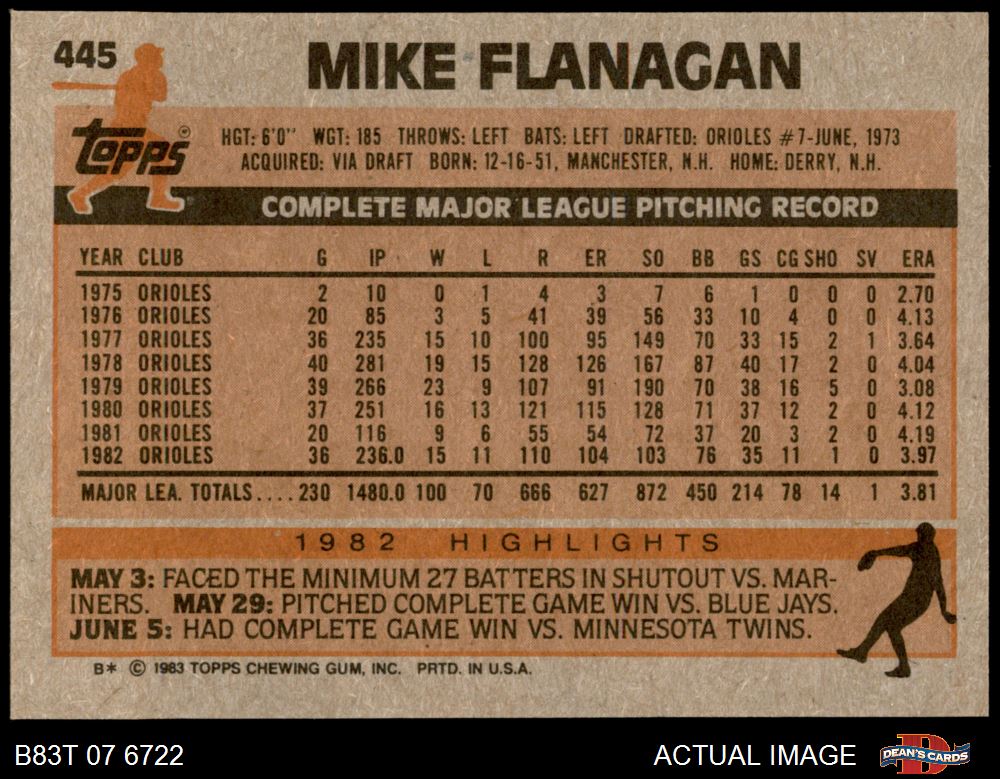 445
MIKE FLANAGAN
TOPPS ®
HGT: 6'0" WGT: 185 THROWS: LEFT BATS: LEFT DRAFTED: ORIOLES #7-JUNE, 1973
ACQUIRED: VIA DRAFT BORN: 12-16-51, MANCHESTER, N.H. HOME: DERRY, N.H.
COMPLETE MAJOR LEAGUE PITCHING RECORD
YEAR CLUB G IP W L R ER SO BB GS CG SHO SV ERA
1975 ORIOLES 2 10 0 1 4 3 7 6 1 0 0 0 2.70
1976 ORIOLES 20 85 3 5 41 39 56 33 10 4 0 0 4.13
1977 ORIOLES 36 235 15 10 100 95 149 70 33 15 2 1 3.64
1978 ORIOLES 40 281 19 15 128 126 167 87 40 17 2 0 4.04
1979 ORIOLES 39 266 23 9 107 91 190 70 38 16 5 0 3.08
1980 ORIOLES 37 251 16 13 121 115 128 71 37 12 2 0 4.12
1981 ORIOLES 20 116 9 6 55 54 72 37 20 3 2 0 4.19
1982 ORIOLES 36 236.0 15 11 110 104 103 76 35 11 1 0 3.97
MAJOR LEA. TOTALS.... 230 1480.0 100 70 666 627 872 450 214 78 14 1 3.81
1982 HIGHLIGHTS
MAY 3: FACED THE MINIMUM 27 BATTERS IN SHUTOUT VS. MAR-
INERS. MAY 29: PITCHED COMPLETE GAME WIN VS. BLUE JAYS.
JUNE 5: HAD COMPLETE GAME WIN VS. MINNESOTA TWINS.
B* © 1983 TOPPS CHEWING GUM, INC. PRTD. IN U.S.A.
B83T 07 6722 ACTUAL IMAGE D DEAN'S CARDS